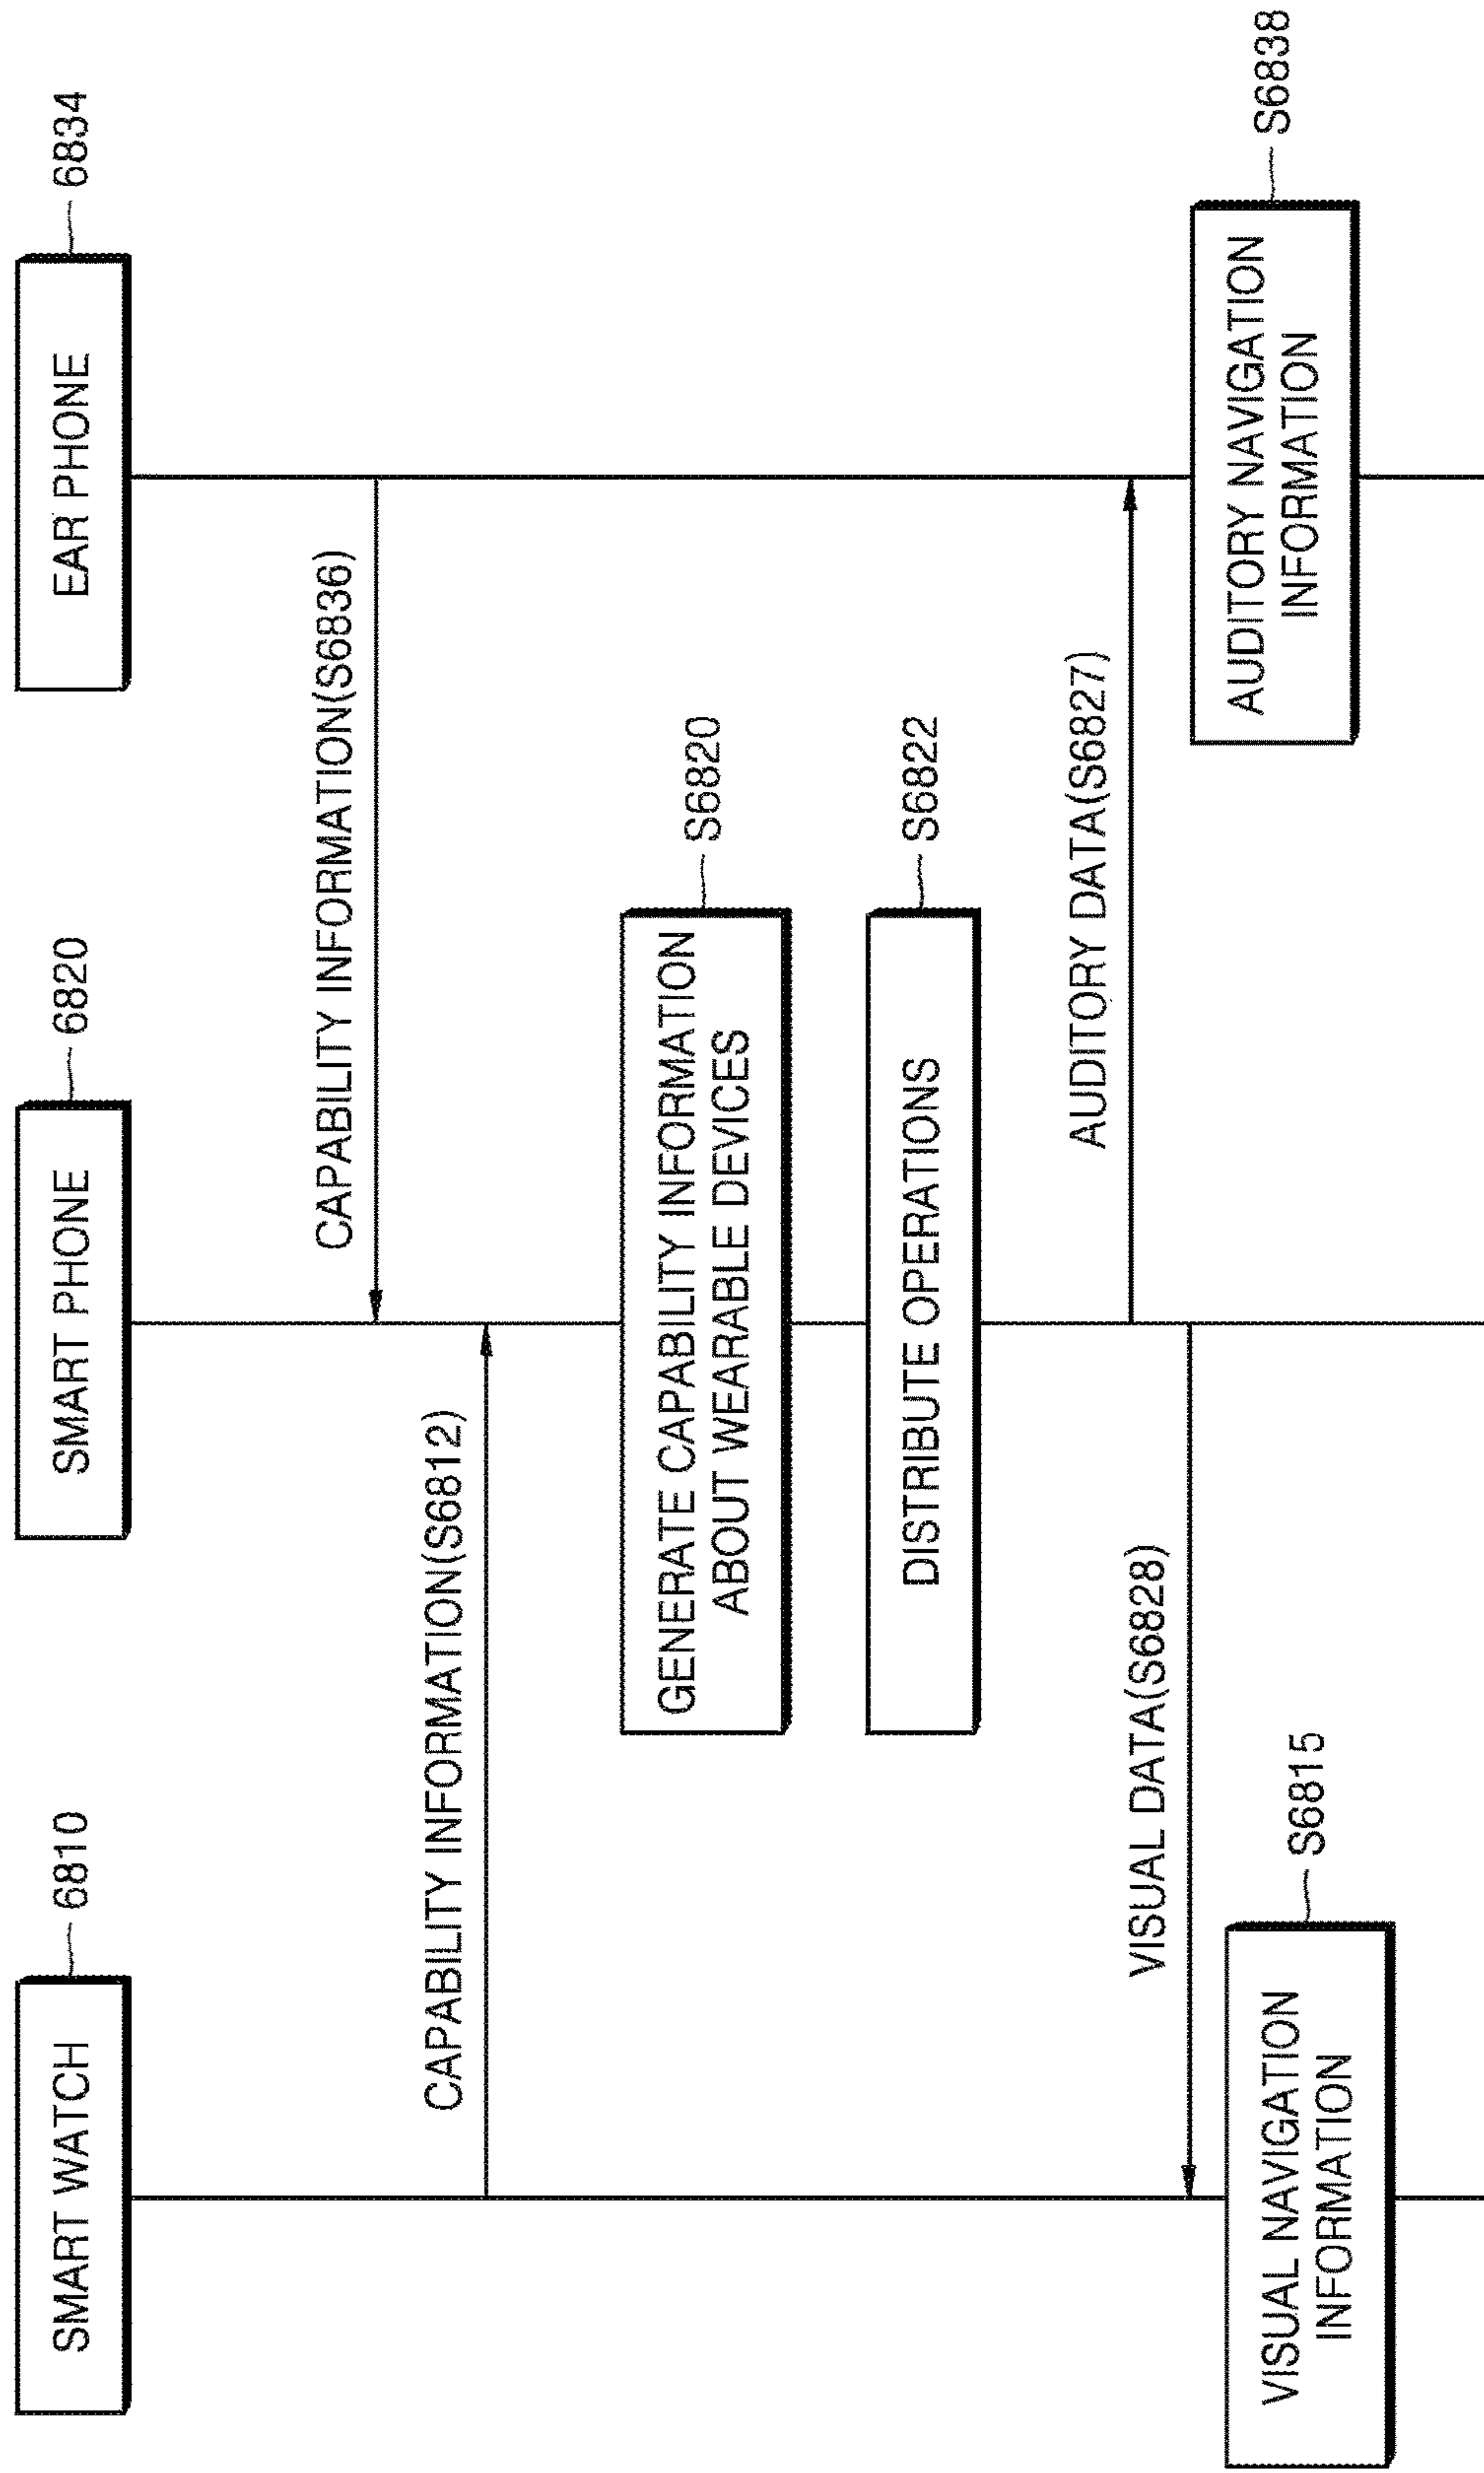 SMART WATCH
6810
SMART PHONE
6820
EAR PHONE
6834
CAPABILITY INFORMATION(S6836)
CAPABILITY INFORMATION(S6812)
GENERATE CAPABILITY INFORMATION
ABOUT WEARABLE DEVICES
S6820
DISTRIBUTE OPERATIONS
S6822
AUDITORY DATA(S6827)
VISUAL DATA(S6828)
AUDITORY NAVIGATION
INFORMATION
S6838
VISUAL NAVIGATION
INFORMATION
S6815